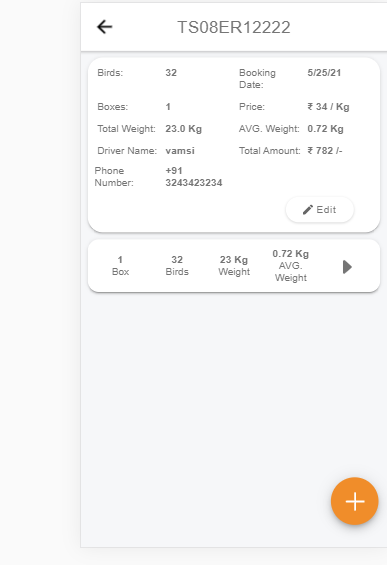 TS08ER12222
Birds: 32 Booking 5/25/21
Date:
Boxes: 1 Price: ₹ 34 / Kg
Total Weight: 23.0 Kg AVG. Weight: 0.72 Kg
Driver Name: vamsi Total Amount: ₹ 782 /-
Phone +91
Number: 3243423234
Edit
1 32 23 Kg 0.72 Kg
Box Birds Weight AVG.
Weight